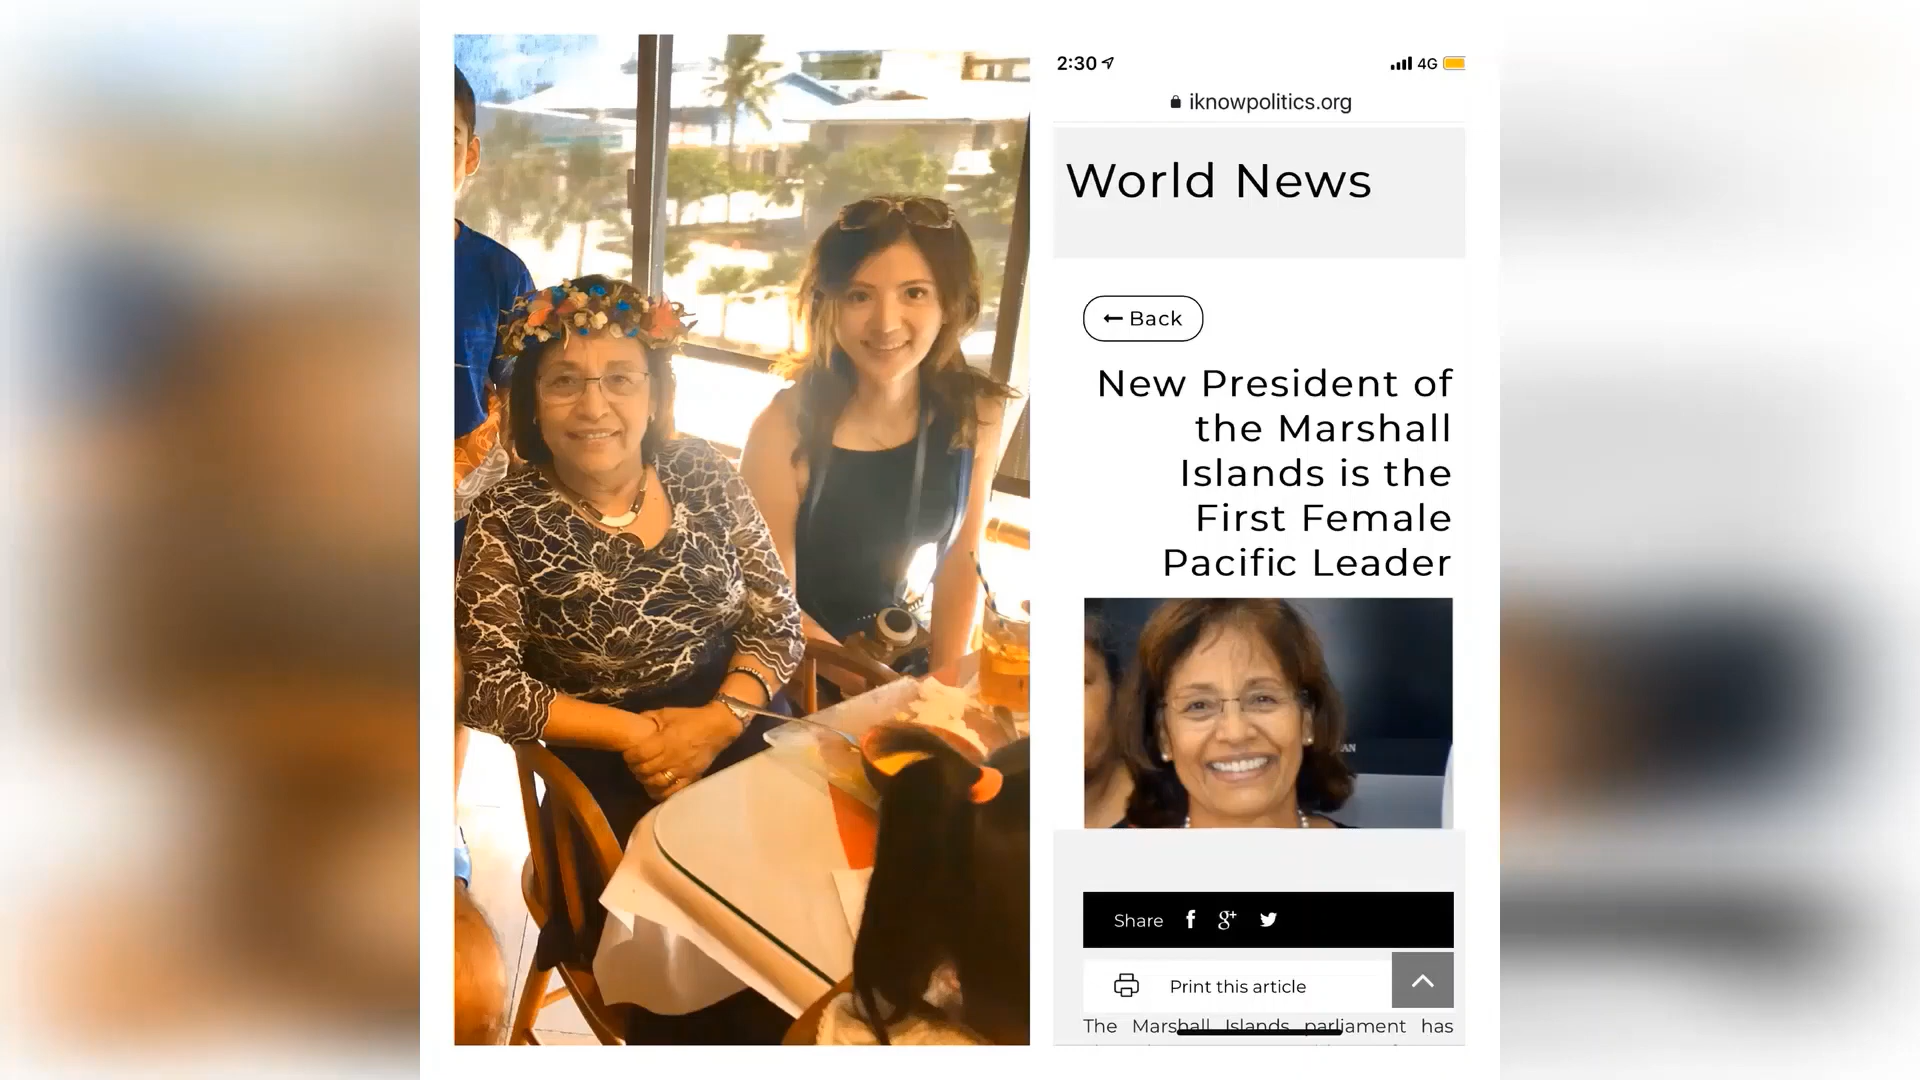 2:30
4G
iknowpolitics.org
World News
Back
New President of
the Marshall
Islands is the
First Female
Pacific Leader
AN
Share
Print this article
The Marshall Islands parliament has